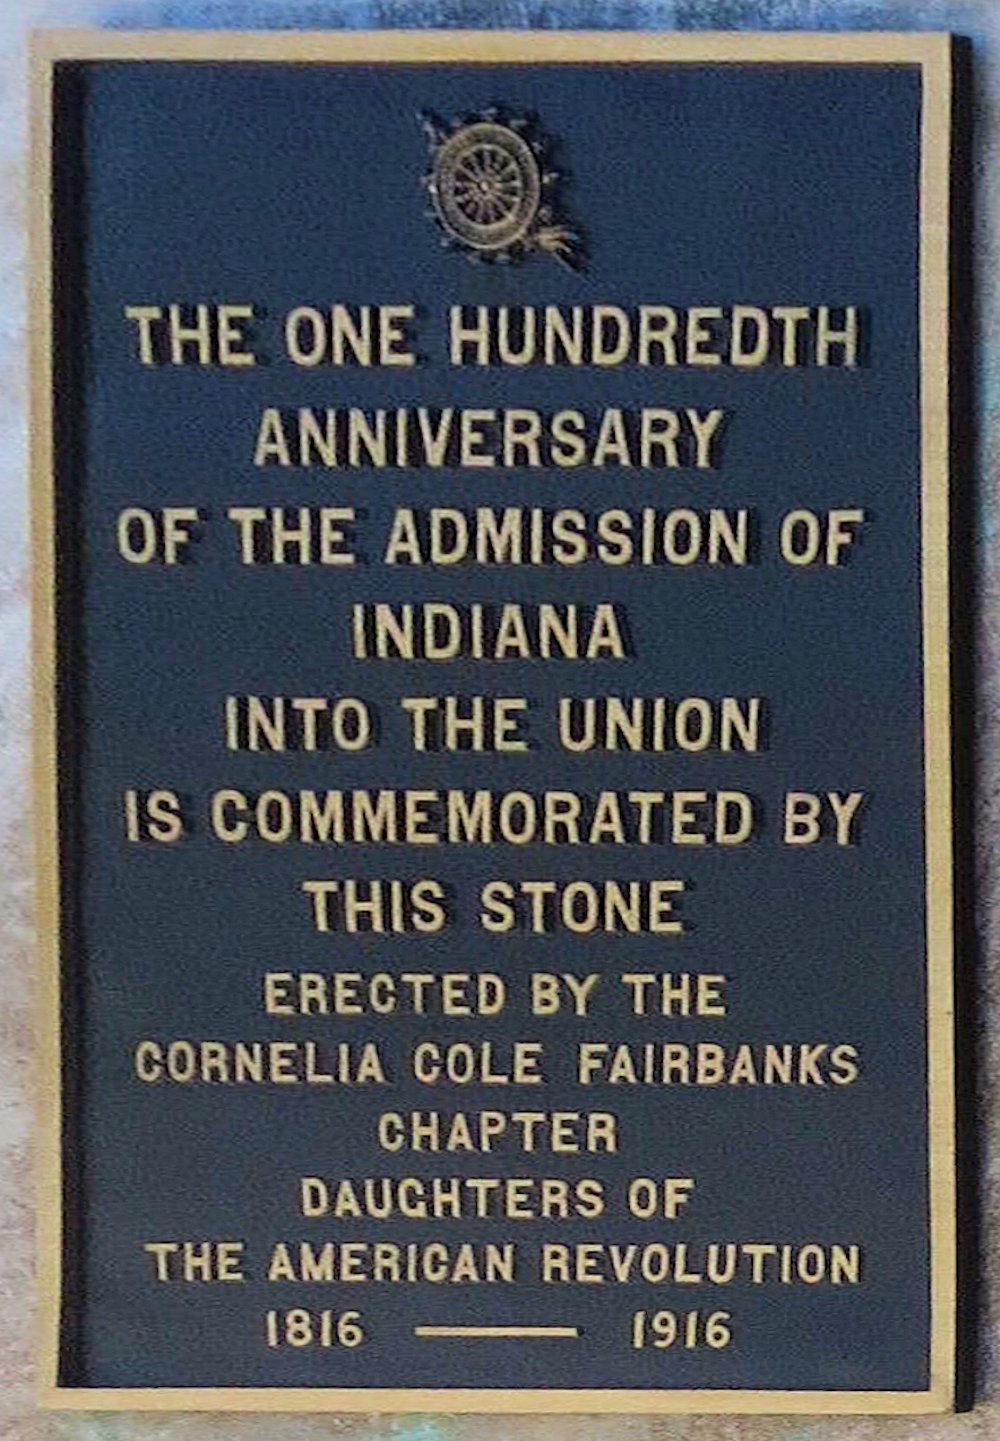 THE ONE HUNDREDTH
ANNIVERSARY
OF THE ADMISSION OF
INDIANA
INTO THE UNION
IS COMMEMORATED BY
THIS STONE
ERECTED BY THE
CORNELIA COLE FAIRBANKS
CHAPTER
DAUGHTERS OF
THE AMERICAN REVOLUTION
1816 — 1916